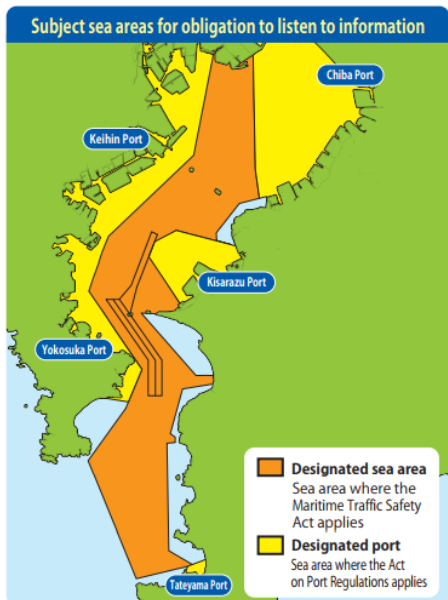 Subject sea areas for obligation to listen to information
Chiba Port
Keihin Port
Kisarazu Port
Yokosuka Port
Designated sea area
Sea area where the
Maritime Traffic Safety
Act applies
Designated port
Sea area where the Act
on Port Regulations applies
Tateyama Port